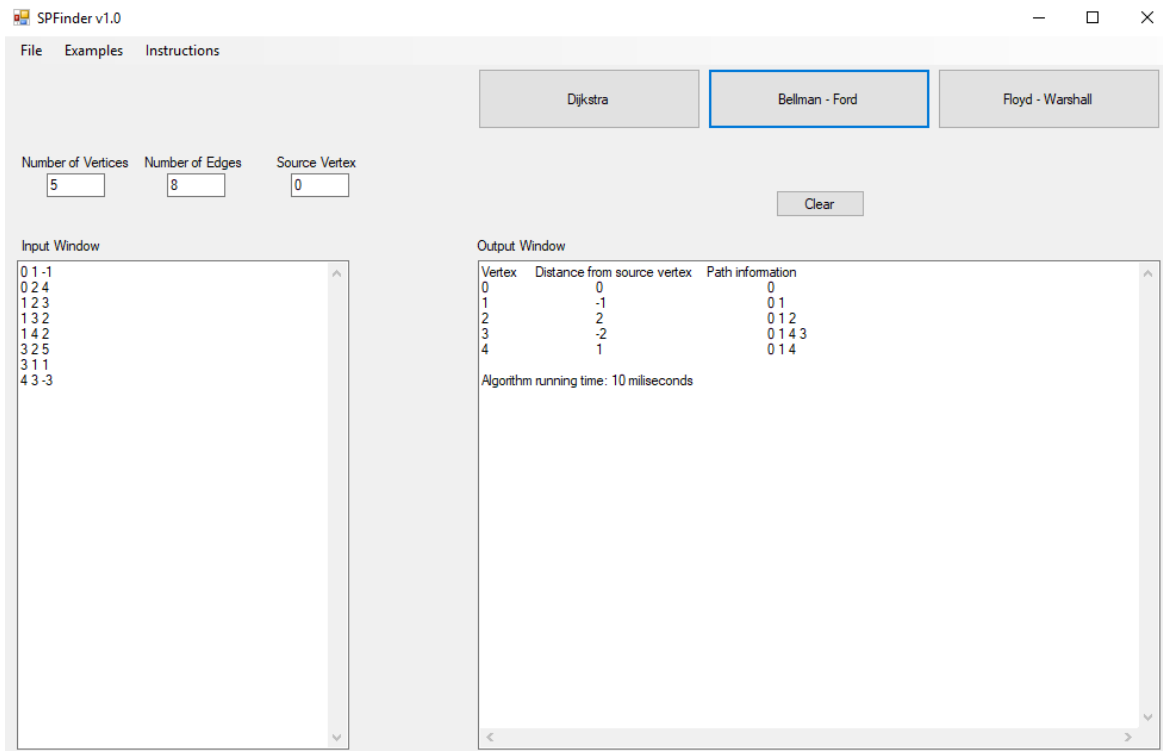 SPFinder v1.0
File Examples Instructions
Dijkstra Bellman - Ford Floyd - Warshall
Number of Vertices Number of Edges Source Vertex
5 8 0
Clear
Input Window
0 1 -1
0 2 4
1 2 3
1 3 2
1 4 2
3 2 5
3 1 1
4 3 -3
Output Window
Vertex Distance from source vertex Path information
0 0 0
1 -1 0 1
2 2 0 1 2
3 -2 0 1 4 3
4 1 0 1 4
Algorithm running time: 10 miliseconds